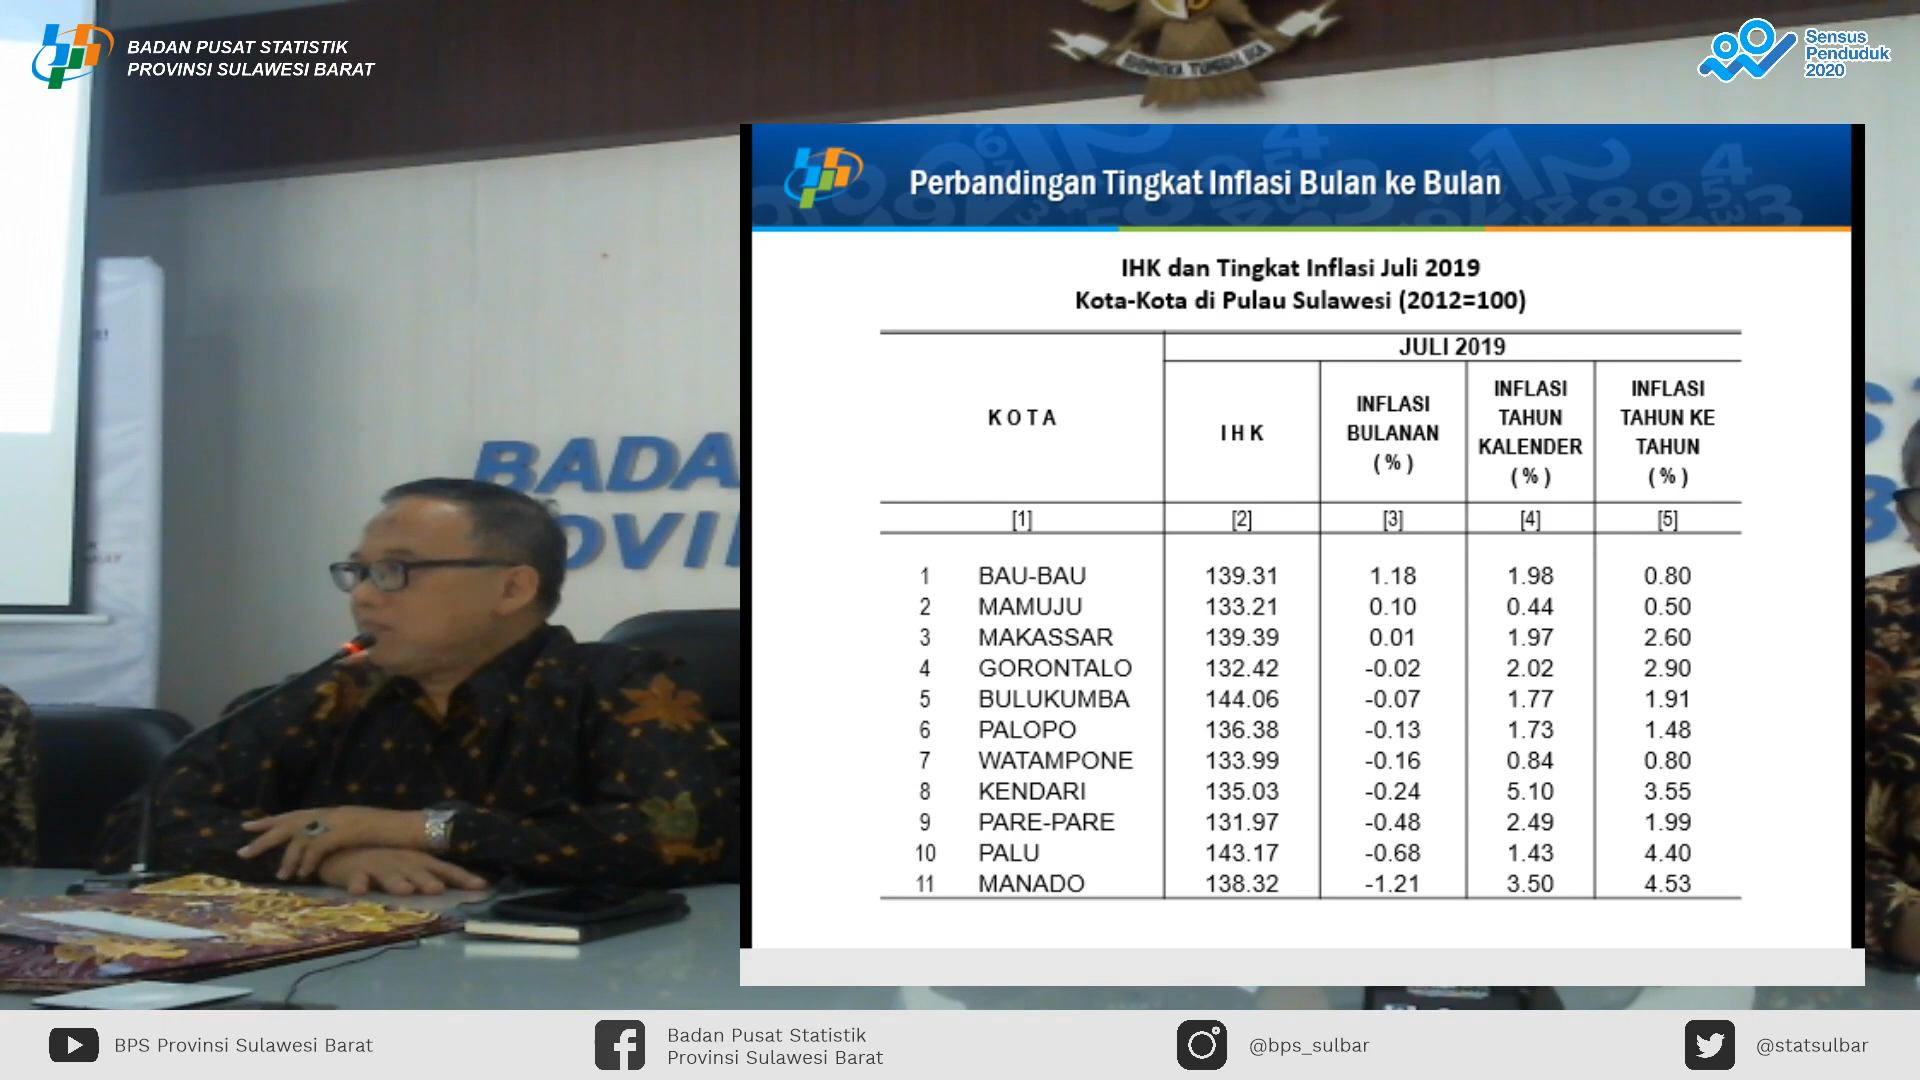 BADAN PUSAT STATISTIK
PROVINSI SULAWESI BARAT
Sensus
Penduduk
2020
BHINNEKA TUNGGAL IKA
Perbandingan Tingkat Inflasi Bulan ke Bulan
IHK dan Tingkat Inflasi Juli 2019
Kota-Kota di Pulau Sulawesi (2012=100)
JULI 2019
K O T A
I H K
INFLASI
BULANAN
( % )
INFLASI
TAHUN
KALENDER
( % )
INFLASI
TAHUN KE
TAHUN
( % )
[1] [2] [3] [4] [5]
1 BAU-BAU 139.31 1.18 1.98 0.80
2 MAMUJU 133.21 0.10 0.44 0.50
3 MAKASSAR 139.39 0.01 1.97 2.60
4 GORONTALO 132.42 -0.02 2.02 2.90
5 BULUKUMBA 144.06 -0.07 1.77 1.91
6 PALOPO 136.38 -0.13 1.73 1.48
7 WATAMPONE 133.99 -0.16 0.84 0.80
8 KENDARI 135.03 -0.24 5.10 3.55
9 PARE-PARE 131.97 -0.48 2.49 1.99
10 PALU 143.17 -0.68 1.43 4.40
11 MANADO 138.32 -1.21 3.50 4.53
BADA
OVI
BPS Provinsi Sulawesi Barat
Badan Pusat Statistik
Provinsi Sulawesi Barat
@bps_sulbar
@statsulbar